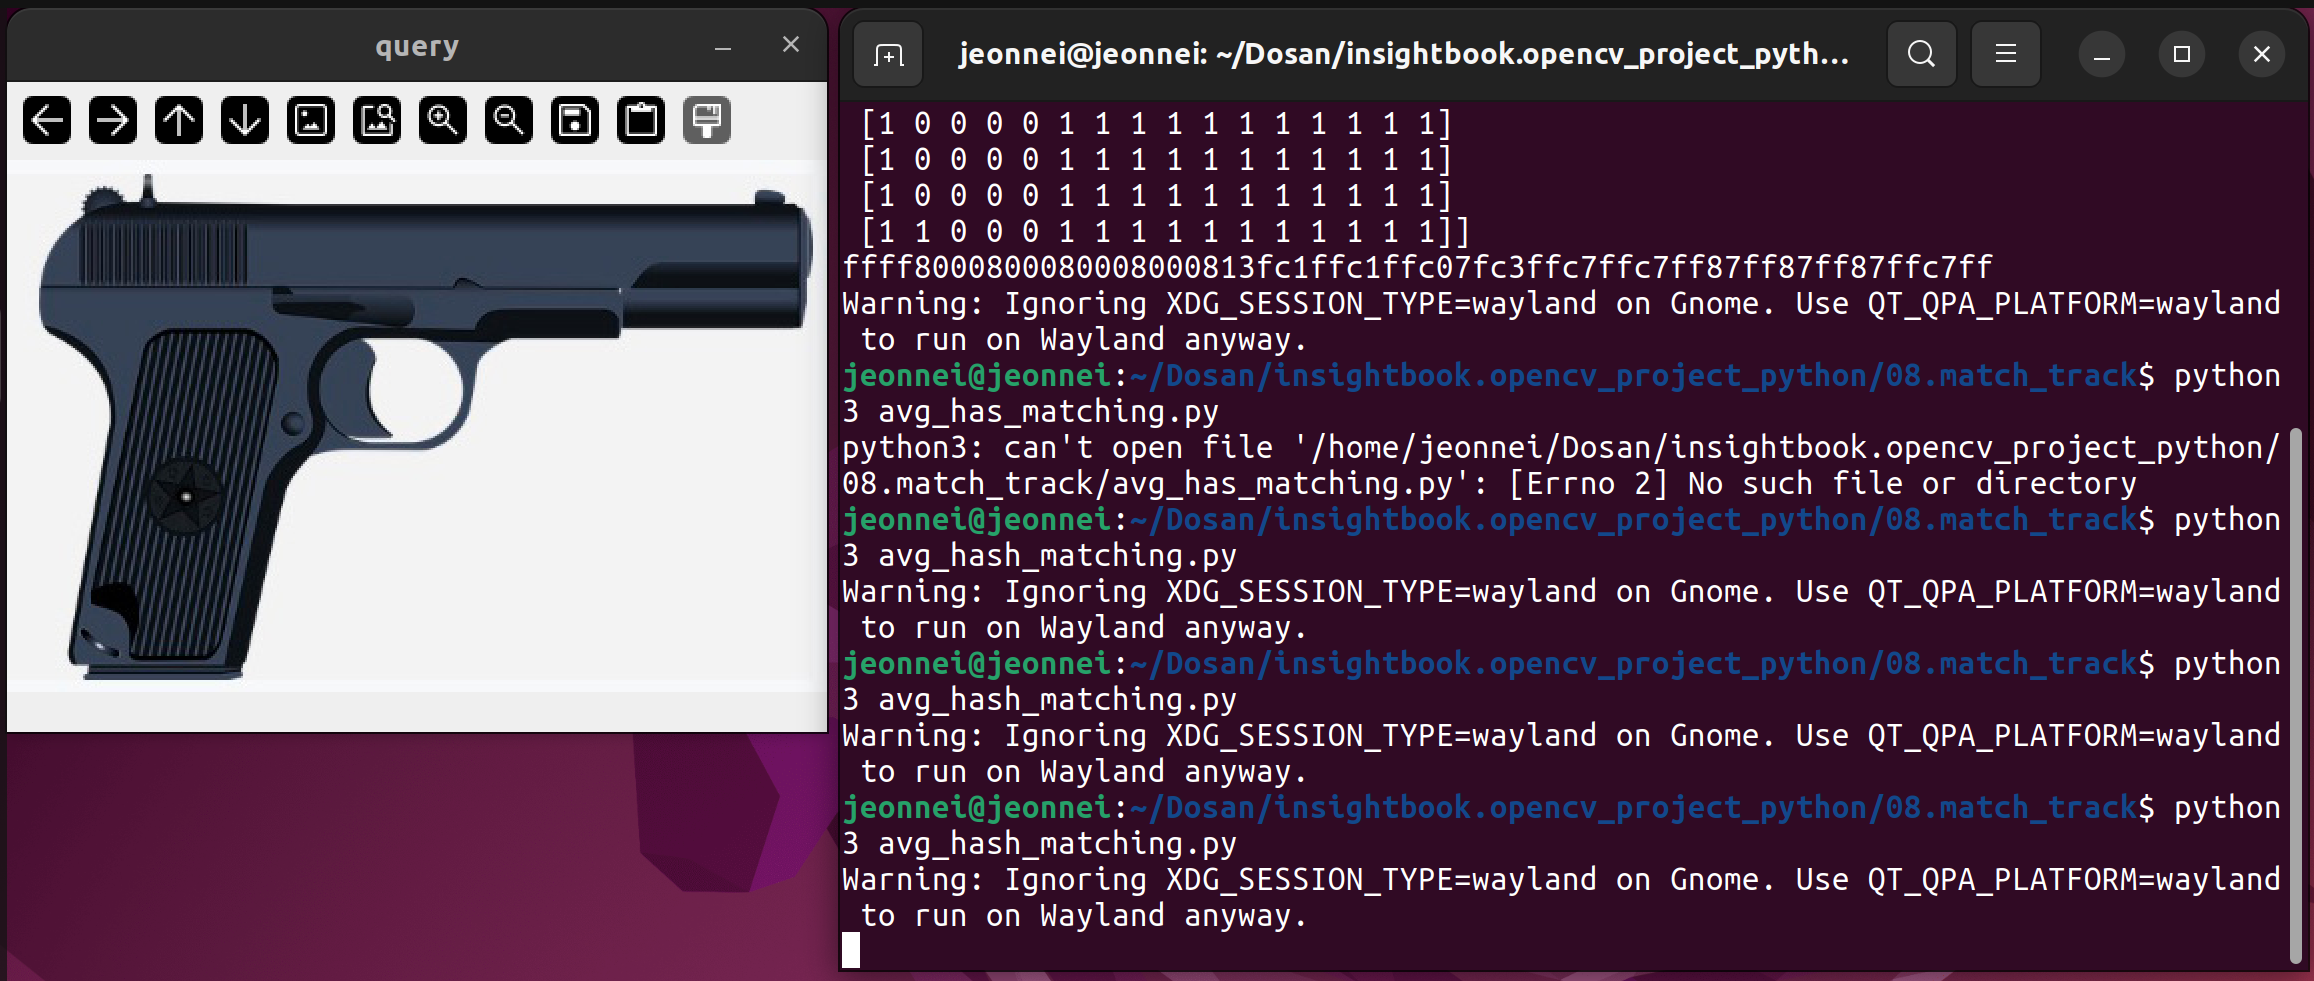 query
jeonnei@jeonnei: ~/Dosan/insightbook.opencv_project_pyth...
[1 0 0 0 0 1 1 1 1 1 1 1 1 1 1 1]
[1 0 0 0 0 1 1 1 1 1 1 1 1 1 1 1]
[1 0 0 0 0 1 1 1 1 1 1 1 1 1 1 1]
[1 1 0 0 0 1 1 1 1 1 1 1 1 1 1 1]]
ffff8000800080008000813fc1ffc1ffc07fc3ffc7ffc7ff87ff87ff87ffc7ff
Warning: Ignoring XDG_SESSION_TYPE=wayland on Gnome. Use QT_QPA_PLATFORM=wayland
to run on Wayland anyway.
jeonnei@jeonnei:~/Dosan/insightbook.opencv_project_python/08.match_track$ python
3 avg_has_matching.py
python3: can't open file '/home/jeonnei/Dosan/insightbook.opencv_project_python/
08.match_track/avg_has_matching.py': [Errno 2] No such file or directory
jeonnei@jeonnei:~/Dosan/insightbook.opencv_project_python/08.match_track$ python
3 avg_hash_matching.py
Warning: Ignoring XDG_SESSION_TYPE=wayland on Gnome. Use QT_QPA_PLATFORM=wayland
to run on Wayland anyway.
jeonnei@jeonnei:~/Dosan/insightbook.opencv_project_python/08.match_track$ python
3 avg_hash_matching.py
Warning: Ignoring XDG_SESSION_TYPE=wayland on Gnome. Use QT_QPA_PLATFORM=wayland
to run on Wayland anyway.
jeonnei@jeonnei:~/Dosan/insightbook.opencv_project_python/08.match_track$ python
3 avg_hash_matching.py
Warning: Ignoring XDG_SESSION_TYPE=wayland on Gnome. Use QT_QPA_PLATFORM=wayland
to run on Wayland anyway.